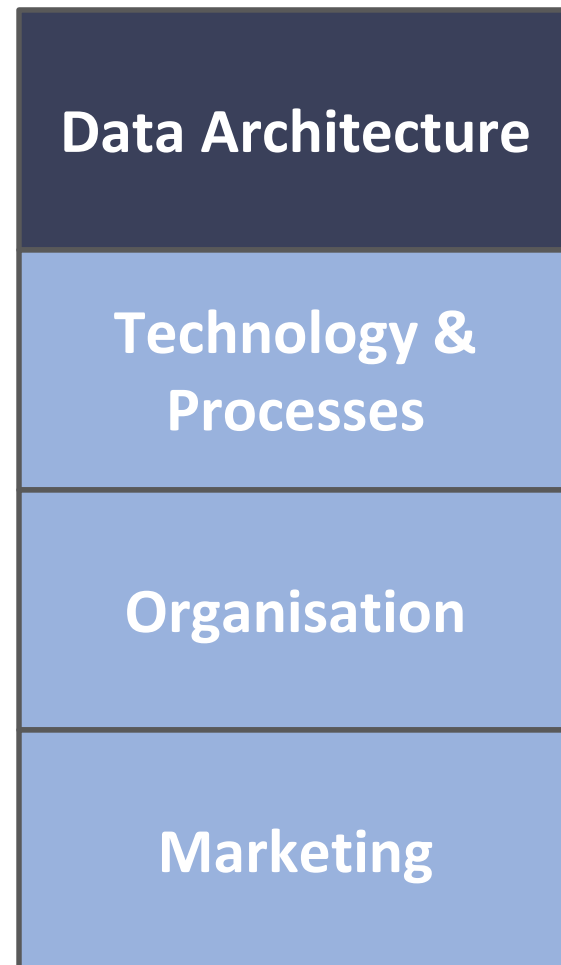 Data Architecture
Technology &
Processes
Organisation
Marketing